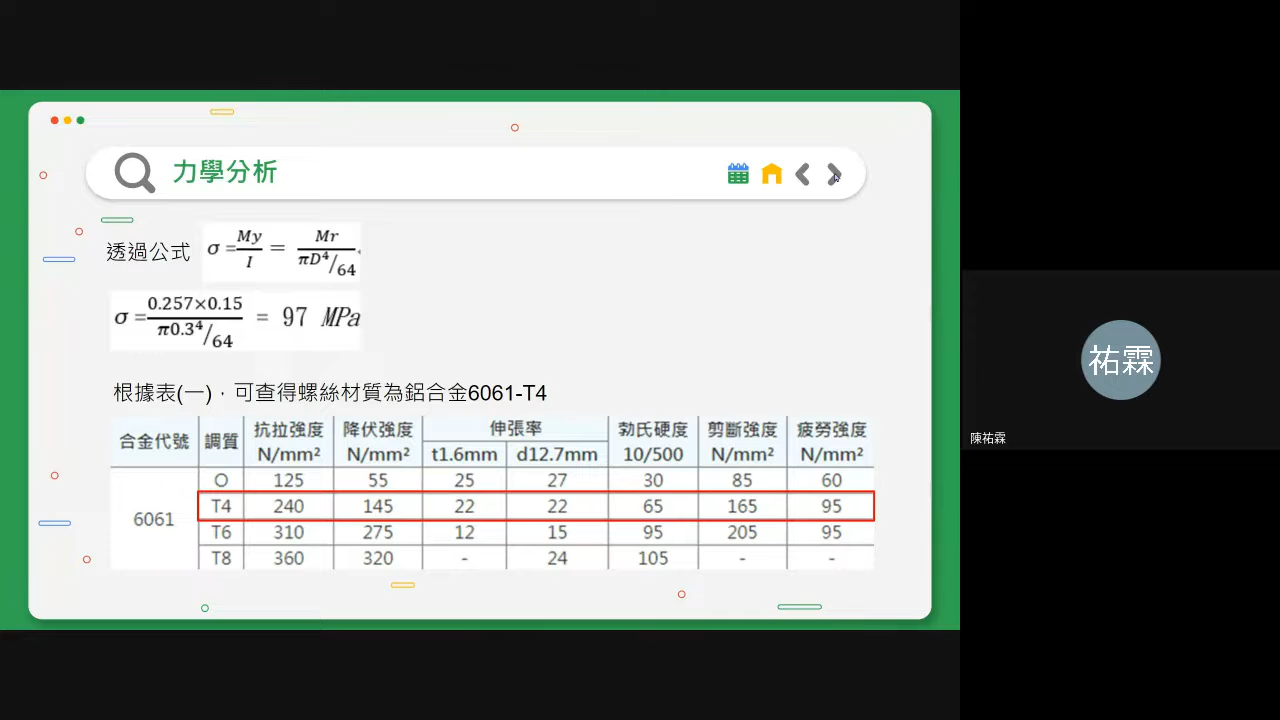 力學分析
透過公式 σ = My/I = Mr/πD⁴/64
σ = 0.257×0.15/π0.3⁴/64 = 97 MPa
根據表(一)，可查得螺絲材質為鋁合金6061-T4
合金代號 調質 抗拉強度 N/mm² 降伏強度 N/mm² 伸張率 t1.6mm d12.7mm 勃氏硬度 10/500 剪斷強度 N/mm² 疲勞強度 N/mm²
6061
O 125 55 25 27 30 85 60
T4 240 145 22 22 65 165 95
T6 310 275 12 15 95 205 95
T8 360 320 - 24 105 - -
祐霖
陳祐霖